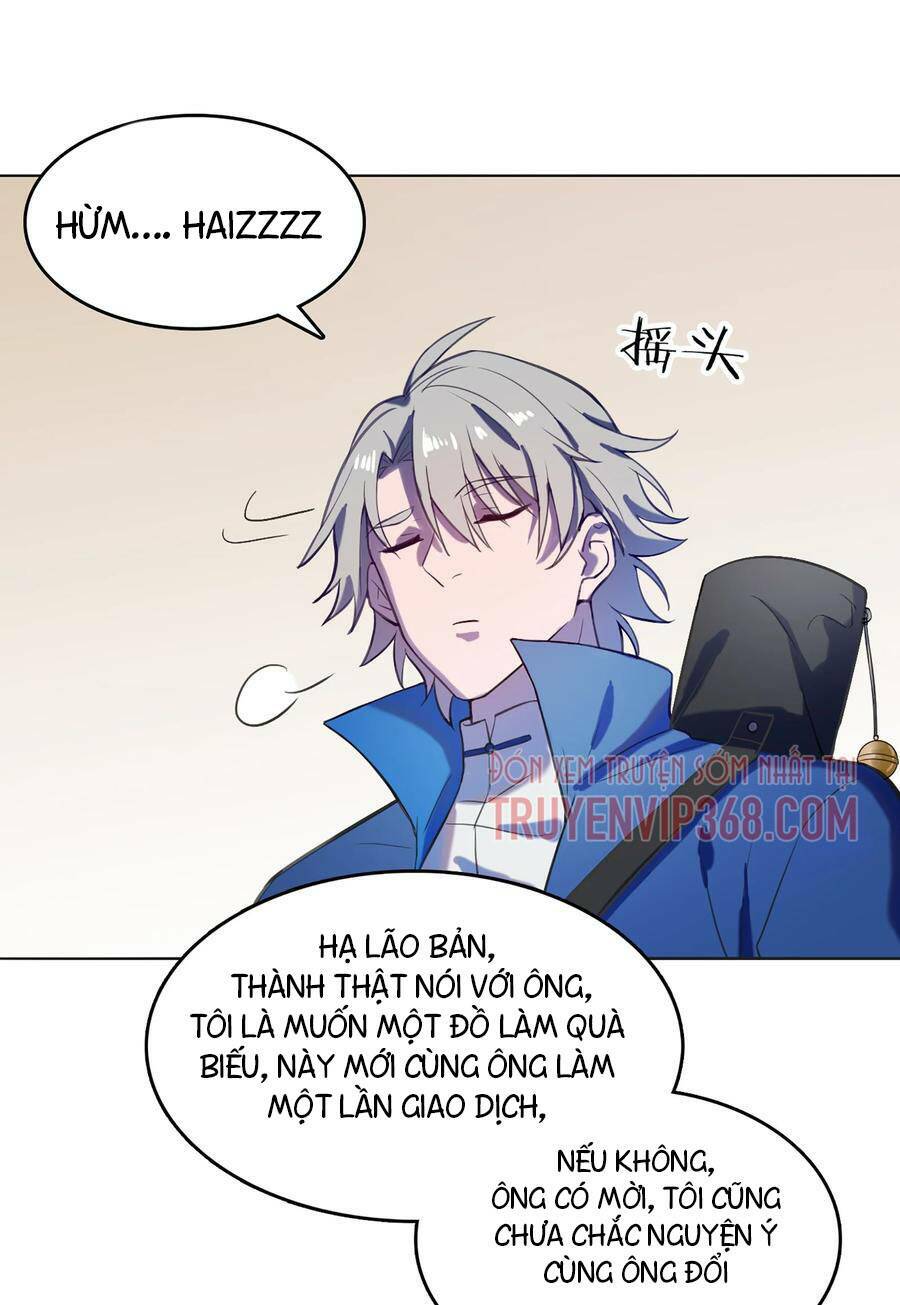 HỪM.... HAIZZZZ
摇头
ĐÓN XEM TRUYỆN SỚM NHẤT TẠI
TRUYENVIP368.COM
HẠ LÃO BẢN,
THÀNH THẬT NÓI VỚI ÔNG,
TÔI LÀ MUỐN MỘT ĐỒ LÀM QUÀ
BIẾU, NÀY MỚI CÙNG ÔNG LÀM
MỘT LẦN GIAO DỊCH,
NẾU KHÔNG,
ÔNG CÓ MỜI, TÔI CŨNG
CHƯA CHẮC NGUYỆN Ý
CÙNG ÔNG ĐỔI